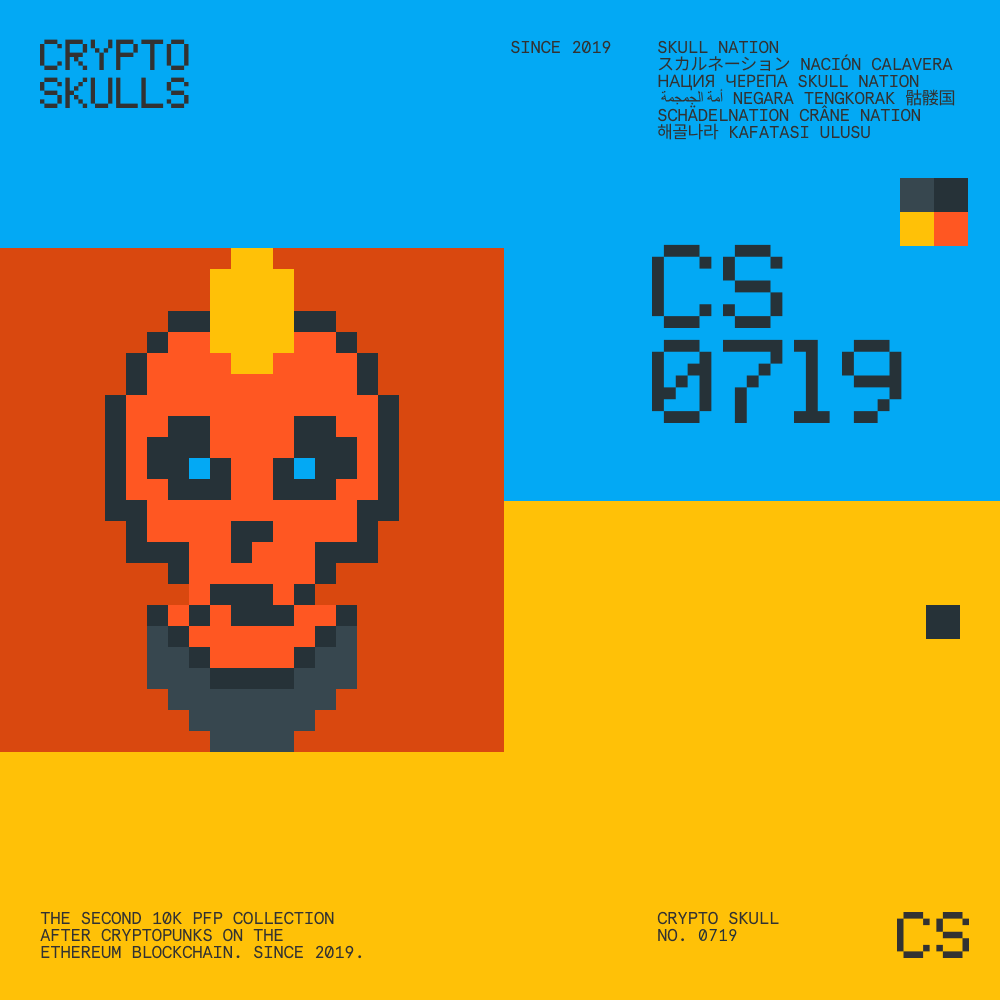 CRYPTO
SKULLS
SINCE 2019
SKULL NATION
スカルネーション NACIÓN CALAVERA
НАЦИЯ ЧЕРЕПА SKULL NATION
أمة الجمجمة NEGARA TENGKORAK 骷髅国
SCHÄDELNATION CRÂNE NATION
해골나라 KAFATASI ULUSU
CS
0719
THE SECOND 10K PFP COLLECTION
AFTER CRYPTOPUNKS ON THE
ETHEREUM BLOCKCHAIN. SINCE 2019.
CRYPTO SKULL
NO. 0719
CS